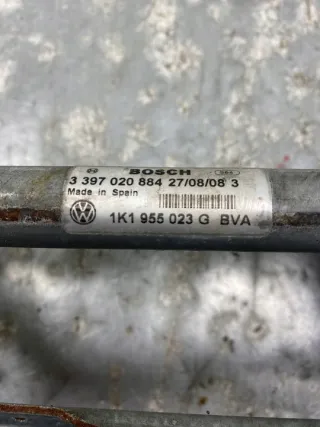 BOSCH
3 397 020 884 27/08/08 3
Made in Spain
1K1 955 023 G BVA